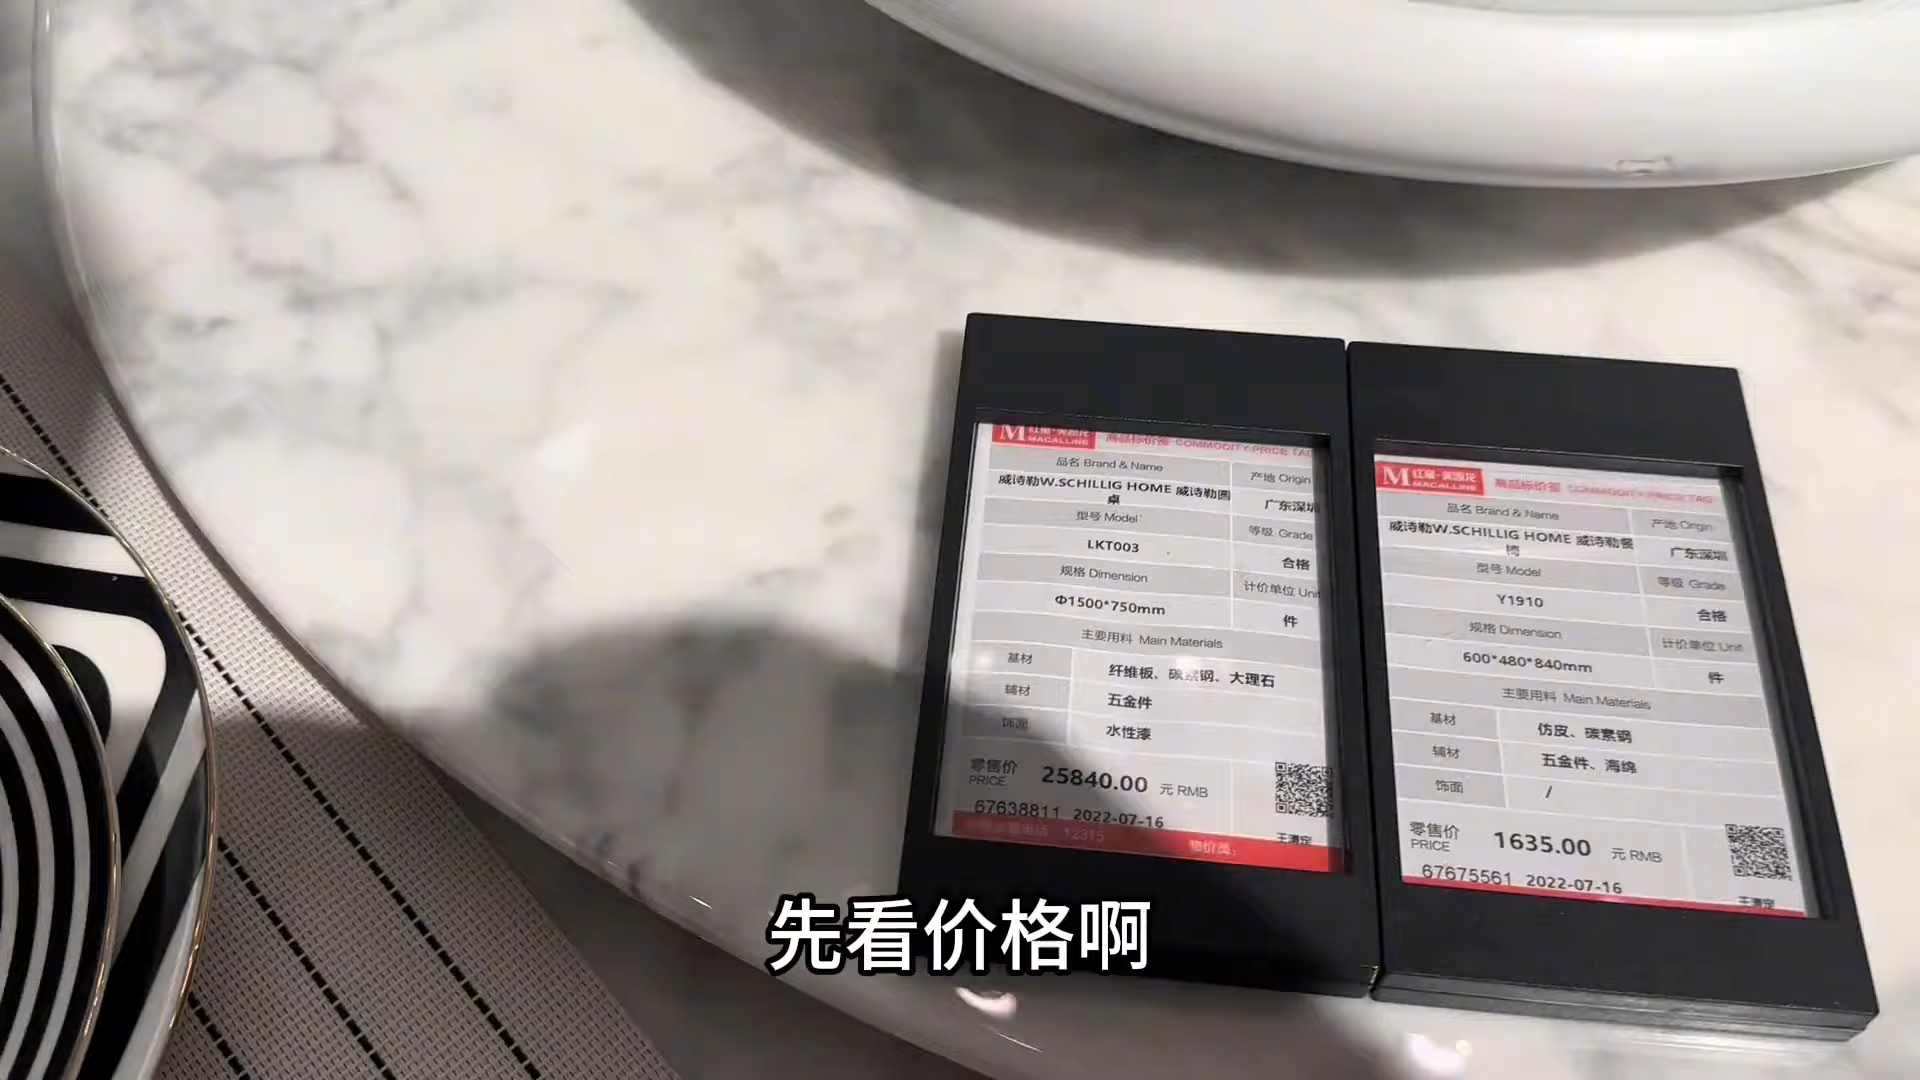 M 红星·美凯龙 MACALLINE 商品标价签 COMMODITY PRICE TAG
品名 Brand & Name 产地 Origin
威诗勒W.SCHILLIG HOME 威诗勒圆桌 广东深圳
型号 Model 等级 Grade
LKT003 合格
规格 Dimension 计价单位 Unit
Φ1500*750mm 件
主要用料 Main Materials
基材 纤维板、碳素钢、大理石
辅材 五金件
饰面 水性漆
零售价 PRICE 25840.00 元 RMB
67638811 2022-07-16
12315 物价员:
M 红星·美凯龙 MACALLINE 商品标价签 COMMODITY PRICE TAG
品名 Brand & Name 产地 Origin
威诗勒W.SCHILLIG HOME 威诗勒餐椅 广东深圳
型号 Model 等级 Grade
Y1910 合格
规格 Dimension 计价单位 Unit
600*480*840mm 件
主要用料 Main Materials
基材 仿皮、碳素钢
辅材 五金件、海绵
饰面 /
零售价 PRICE 1635.00 元 RMB
67675561 2022-07-16
先看价格啊